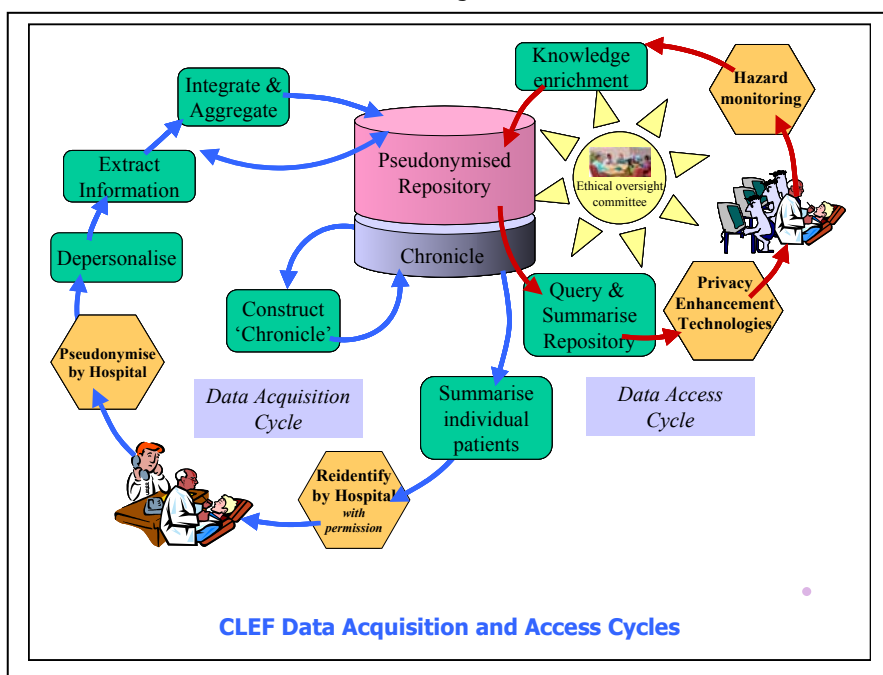 Knowledge
enrichment
Hazard
monitoring
Integrate &
Aggregate
Pseudonymised
Repository
Ethical oversight
committee
Extract
Information
Depersonalise
Chronicle
Construct
‘Chronicle’
Query &
Summarise
Repository
Privacy
Enhancement
Technologies
Pseudonymise
by Hospital
Data Acquisition
Cycle
Summarise
individual
patients
Data Access
Cycle
Reidentify
by Hospital
with
permission
CLEF Data Acquisition and Access Cycles